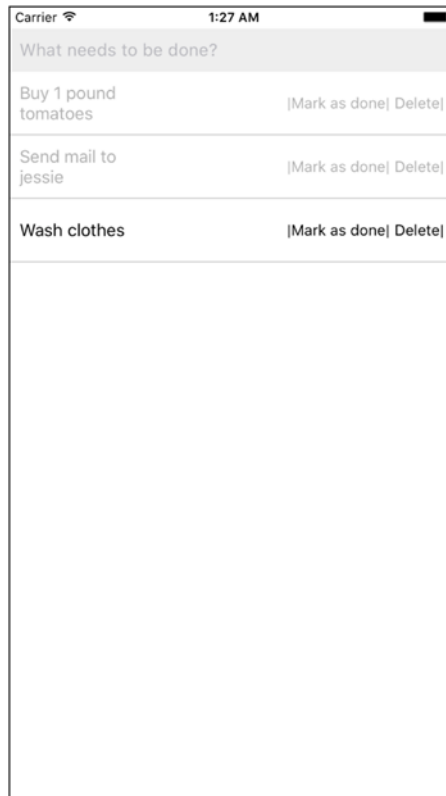 Carrier 1:27 AM
What needs to be done?
Buy 1 pound
tomatoes
|Mark as done| Delete|
Send mail to
jessie
|Mark as done| Delete|
Wash clothes |Mark as done| Delete|